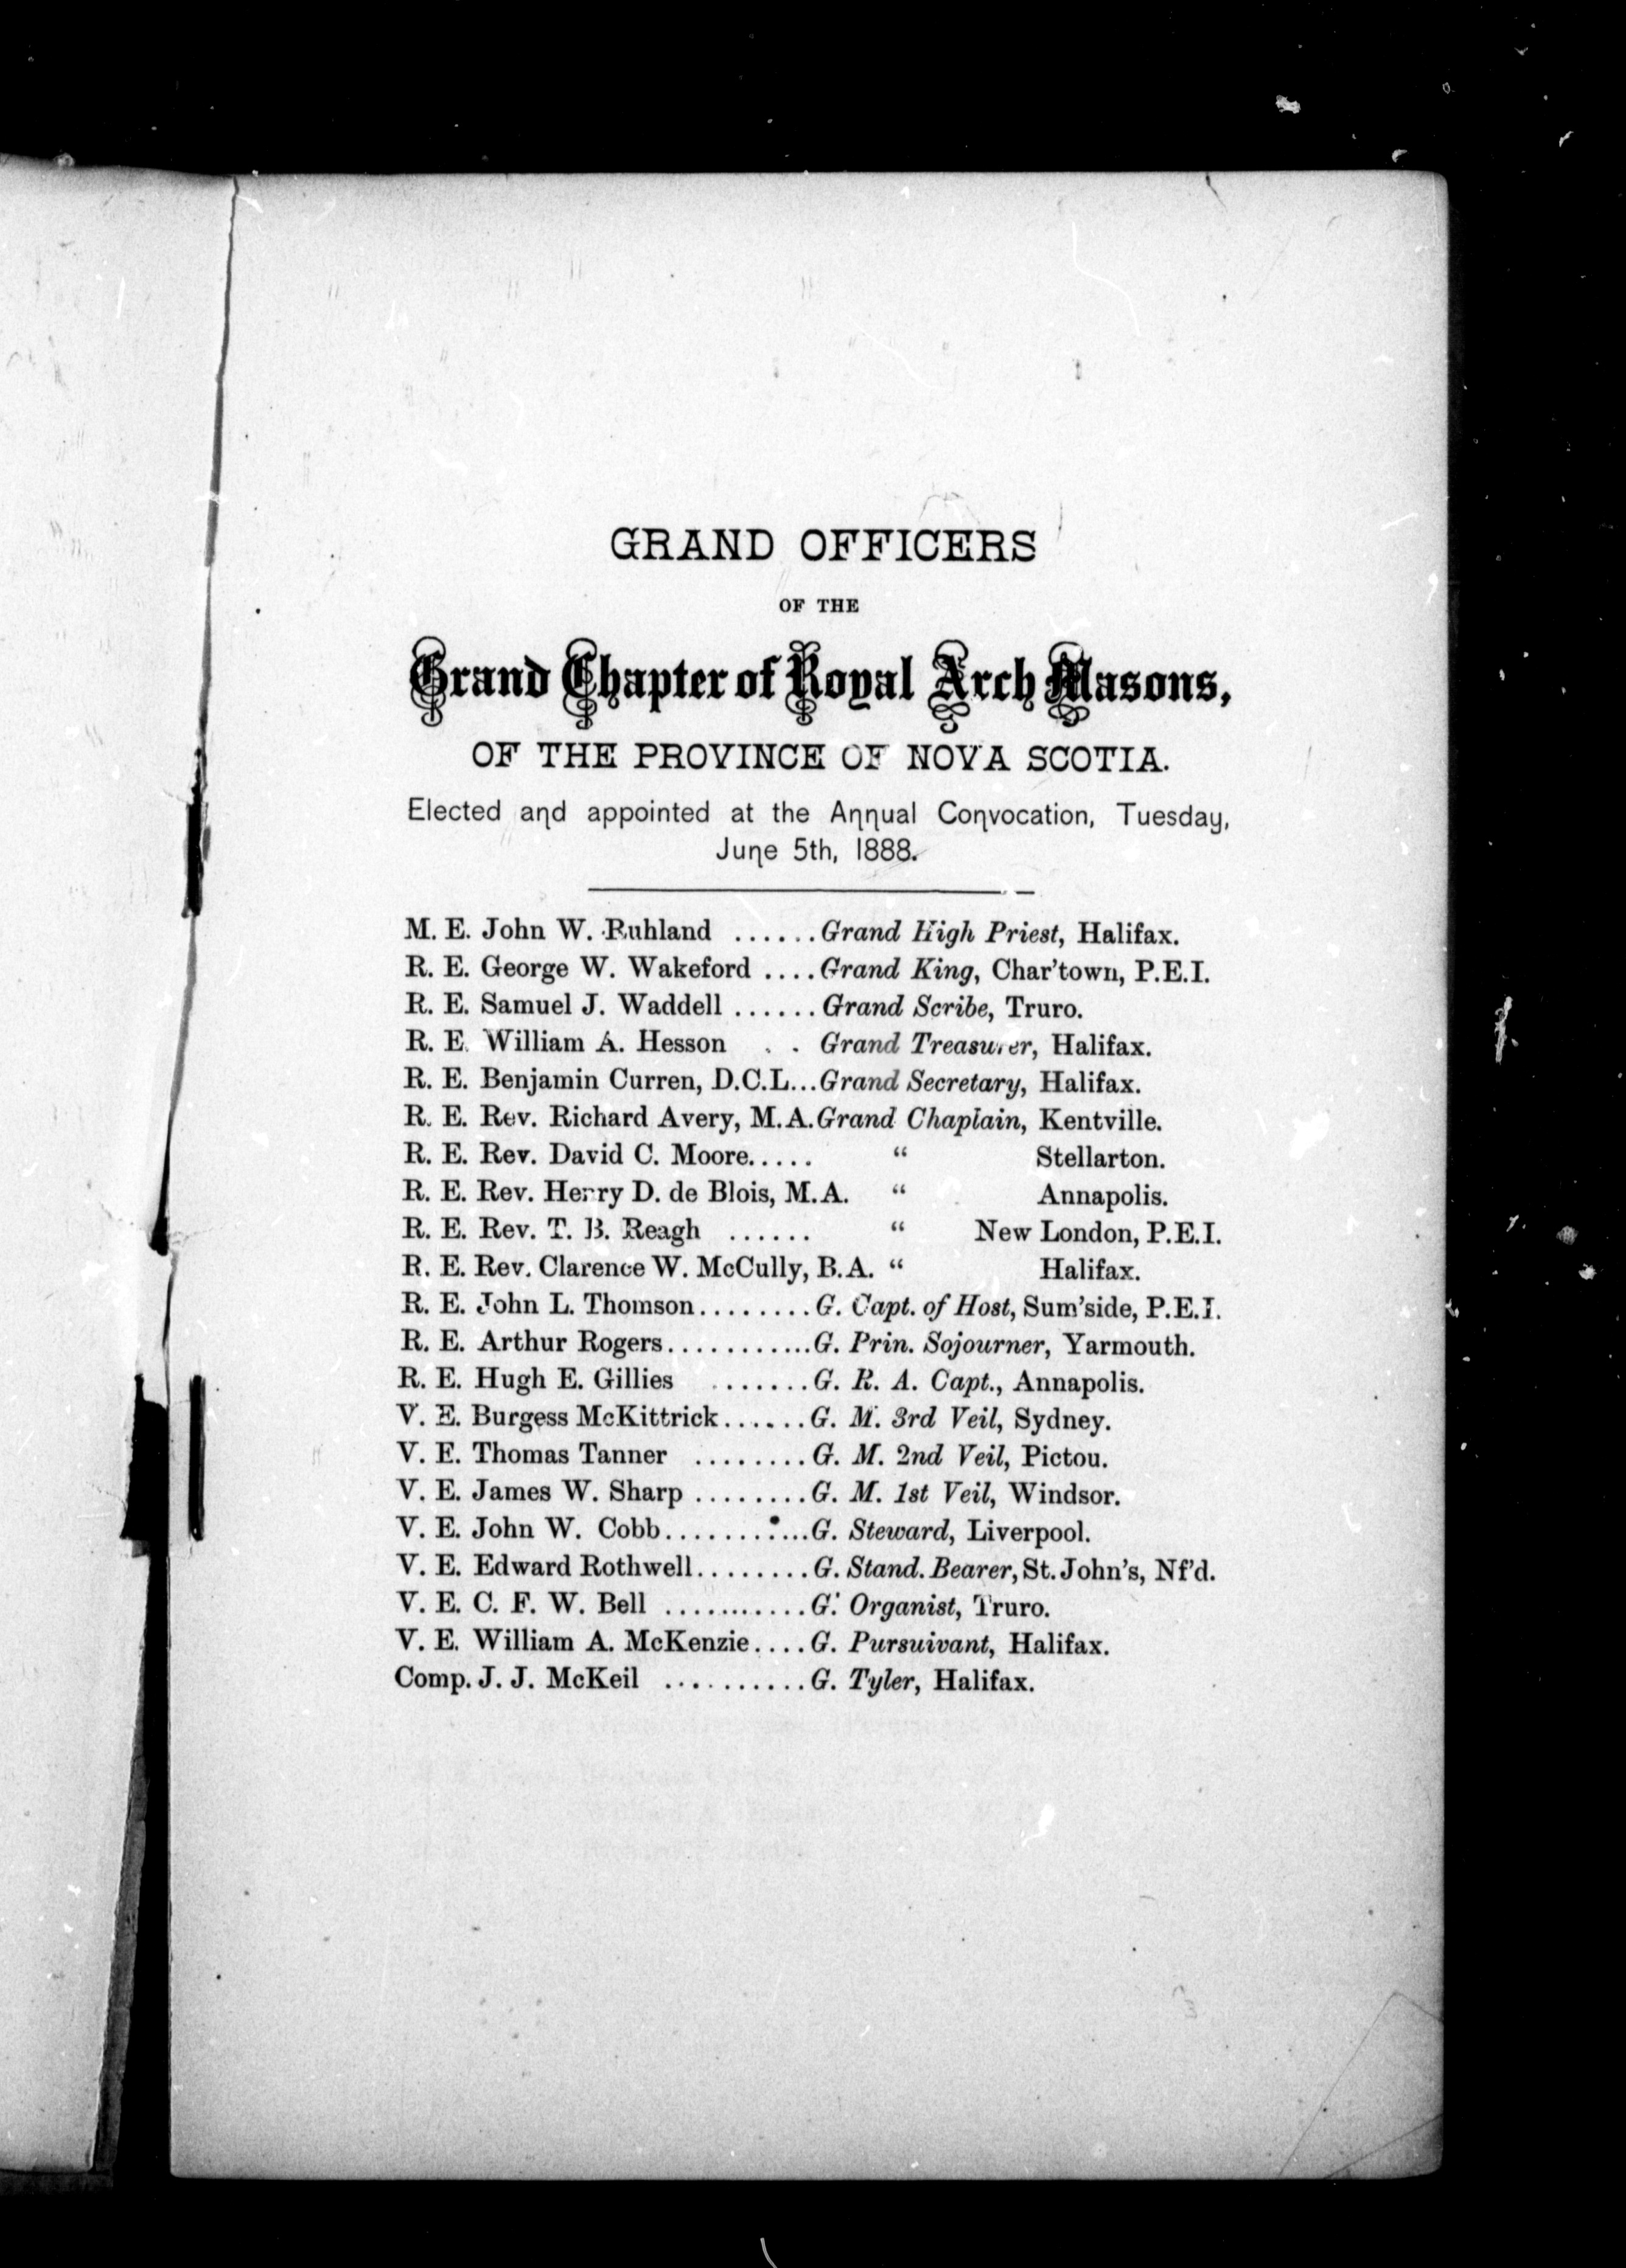 GRAND OFFICERS
OF THE
Grand Chapter of Royal Arch Masons,
OF THE PROVINCE OF NOVA SCOTIA.
Elected and appointed at the Annual Convocation, Tuesday,
June 5th, 1888.
M. E. John W. Ruhland ......Grand High Priest, Halifax.
R. E. George W. Wakeford ....Grand King, Char'town, P.E.I.
R. E. Samuel J. Waddell ......Grand Scribe, Truro.
R. E. William A. Hesson . . Grand Treasurer, Halifax.
R. E. Benjamin Curren, D.C.L...Grand Secretary, Halifax.
R. E. Rev. Richard Avery, M.A.Grand Chaplain, Kentville.
R. E. Rev. David C. Moore..... “ Stellarton.
R. E. Rev. Henry D. de Blois, M.A. “ Annapolis.
R. E. Rev. T. B. Reagh ...... “ New London, P.E.I.
R. E. Rev. Clarence W. McCully, B.A. “ Halifax.
R. E. John L. Thomson........G. Capt. of Host, Sum'side, P.E.I.
R. E. Arthur Rogers............G. Prin. Sojourner, Yarmouth.
R. E. Hugh E. Gillies .......G. R. A. Capt., Annapolis.
V. E. Burgess McKittrick......G. M. 3rd Veil, Sydney.
V. E. Thomas Tanner ........G. M. 2nd Veil, Pictou.
V. E. James W. Sharp ........G. M. 1st Veil, Windsor.
V. E. John W. Cobb...........G. Steward, Liverpool.
V. E. Edward Rothwell........G. Stand. Bearer, St. John's, Nf'd.
V. E. C. F. W. Bell ...........G. Organist, Truro.
V. E. William A. McKenzie....G. Pursuivant, Halifax.
Comp. J. J. McKeil ..........G. Tyler, Halifax.